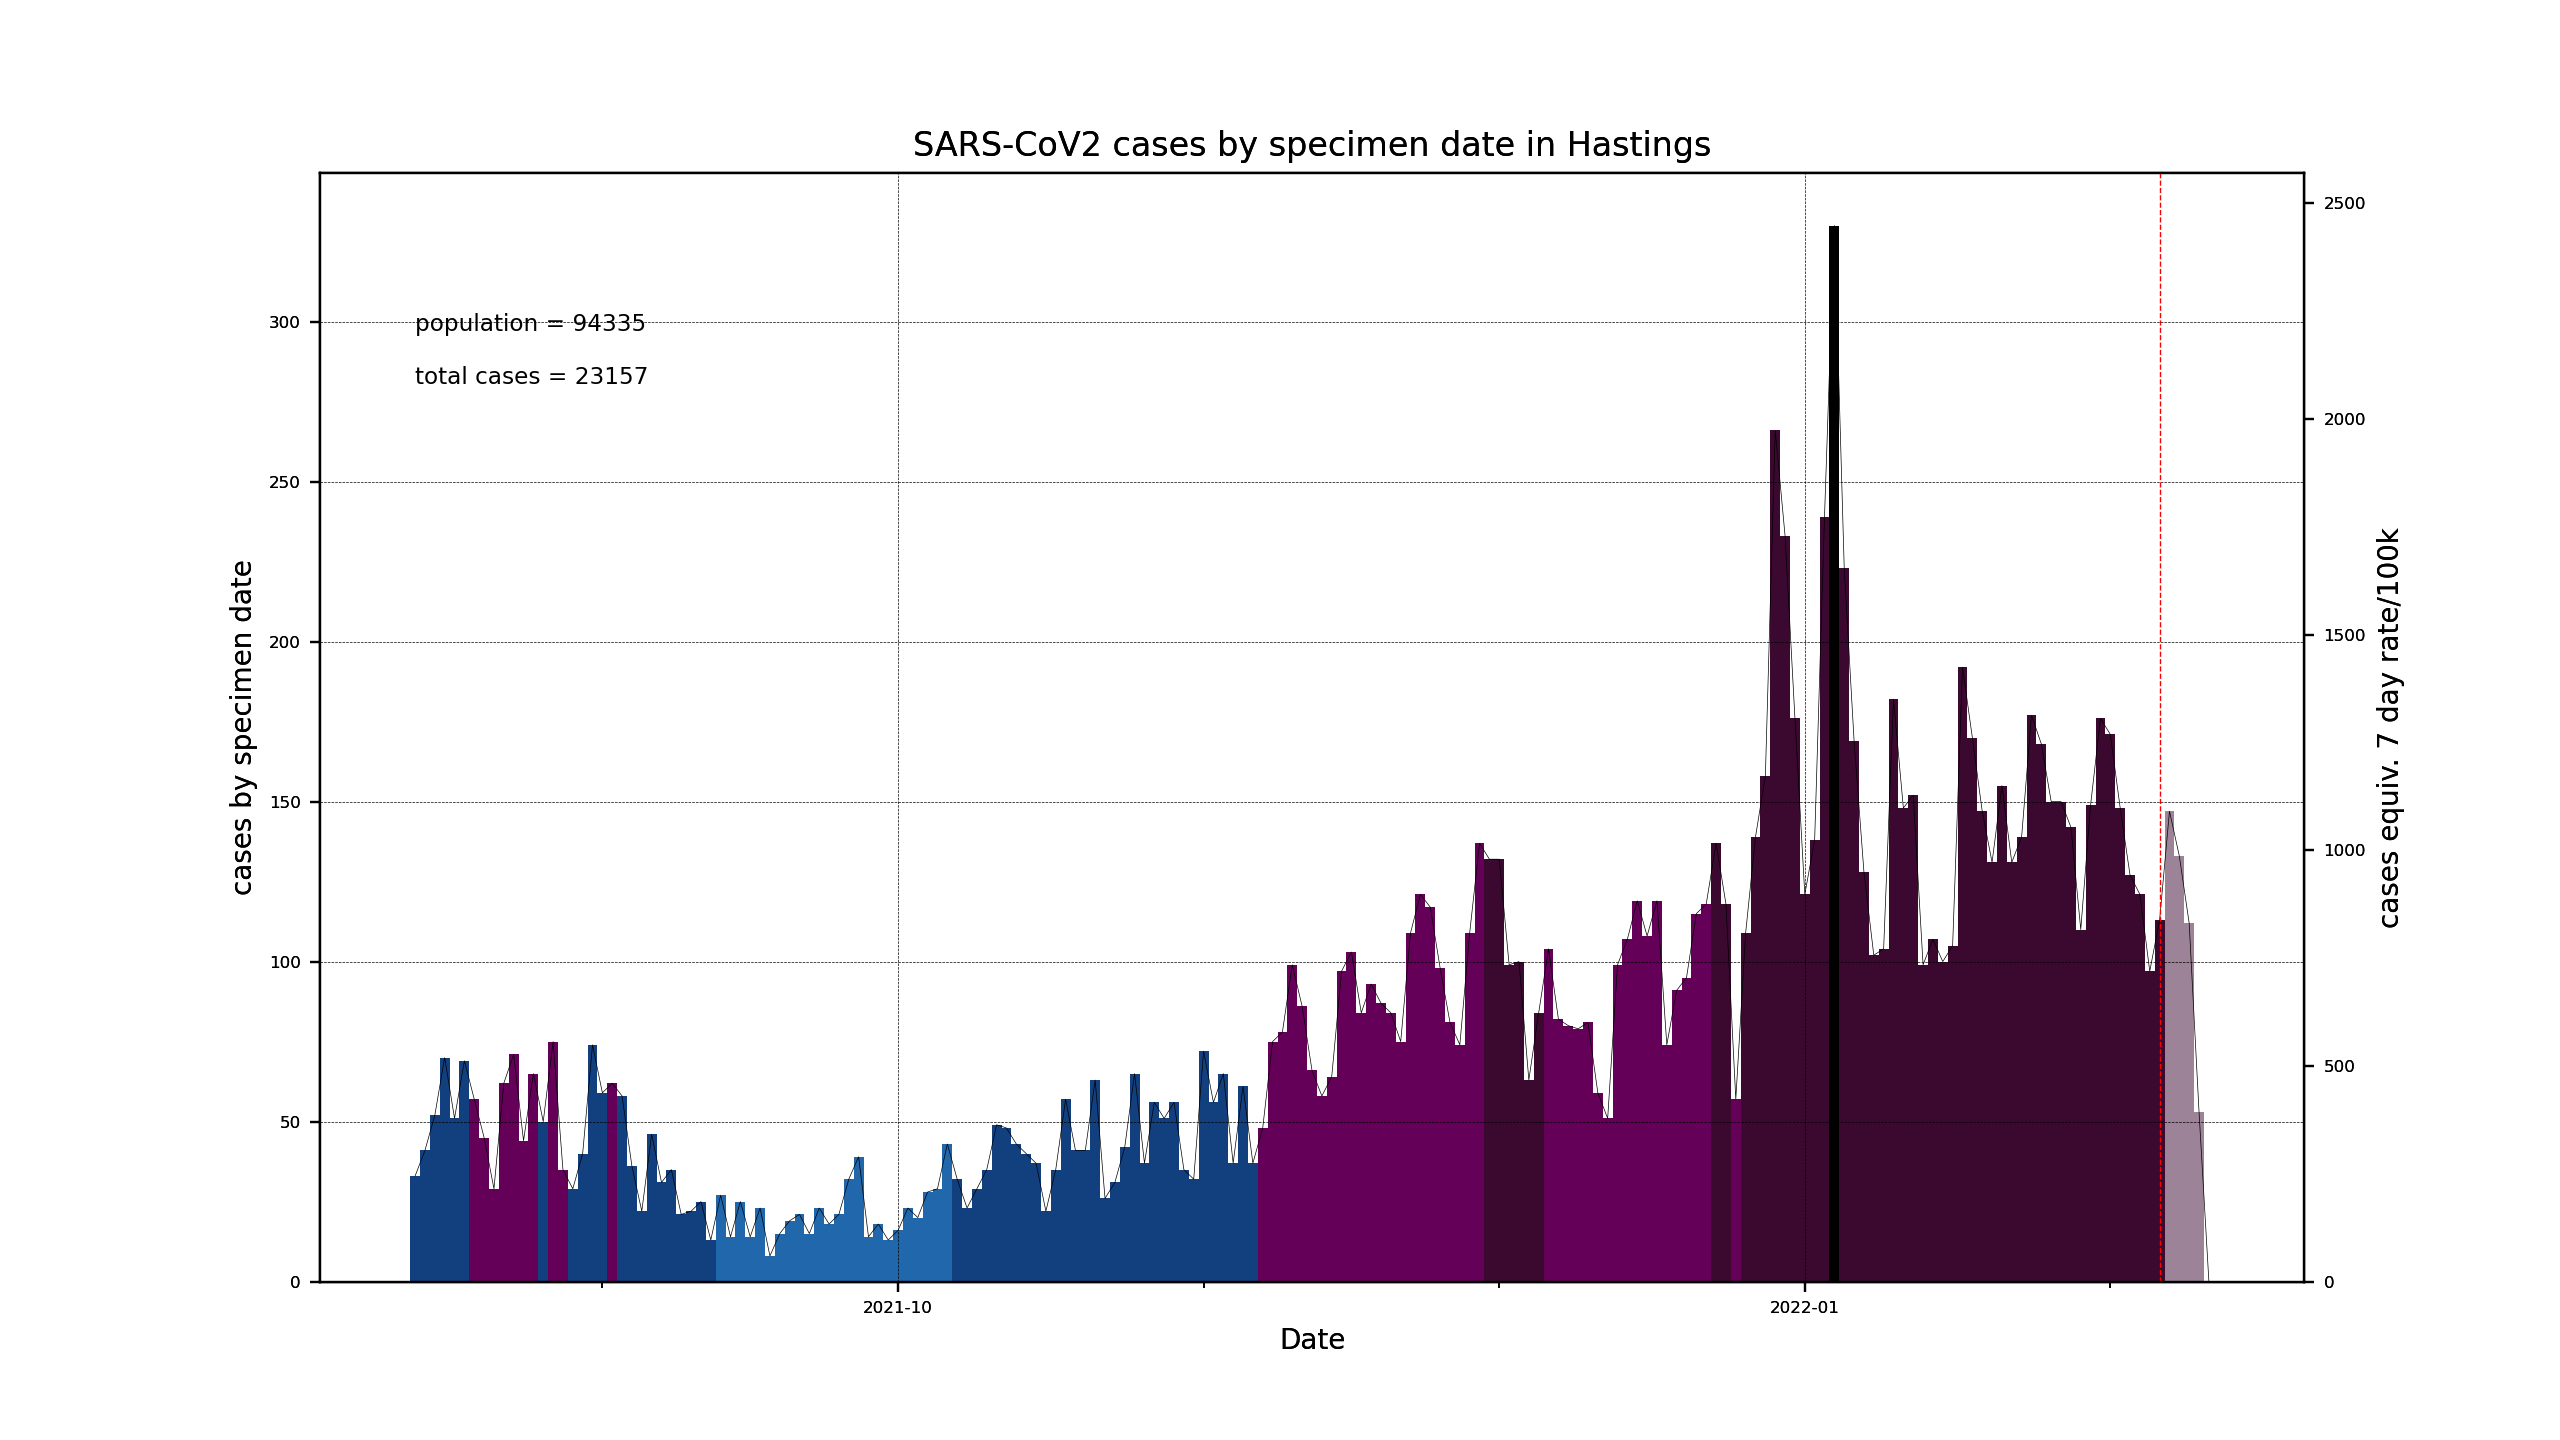 SARS-CoV2 cases by specimen date in Hastings
population = 94335
total cases = 23157
cases by specimen date
300
250
200
150
100
50
0
2500
2000
1500
1000
500
0
cases equiv. 7 day rate/100k
2021-10
2022-01
Date